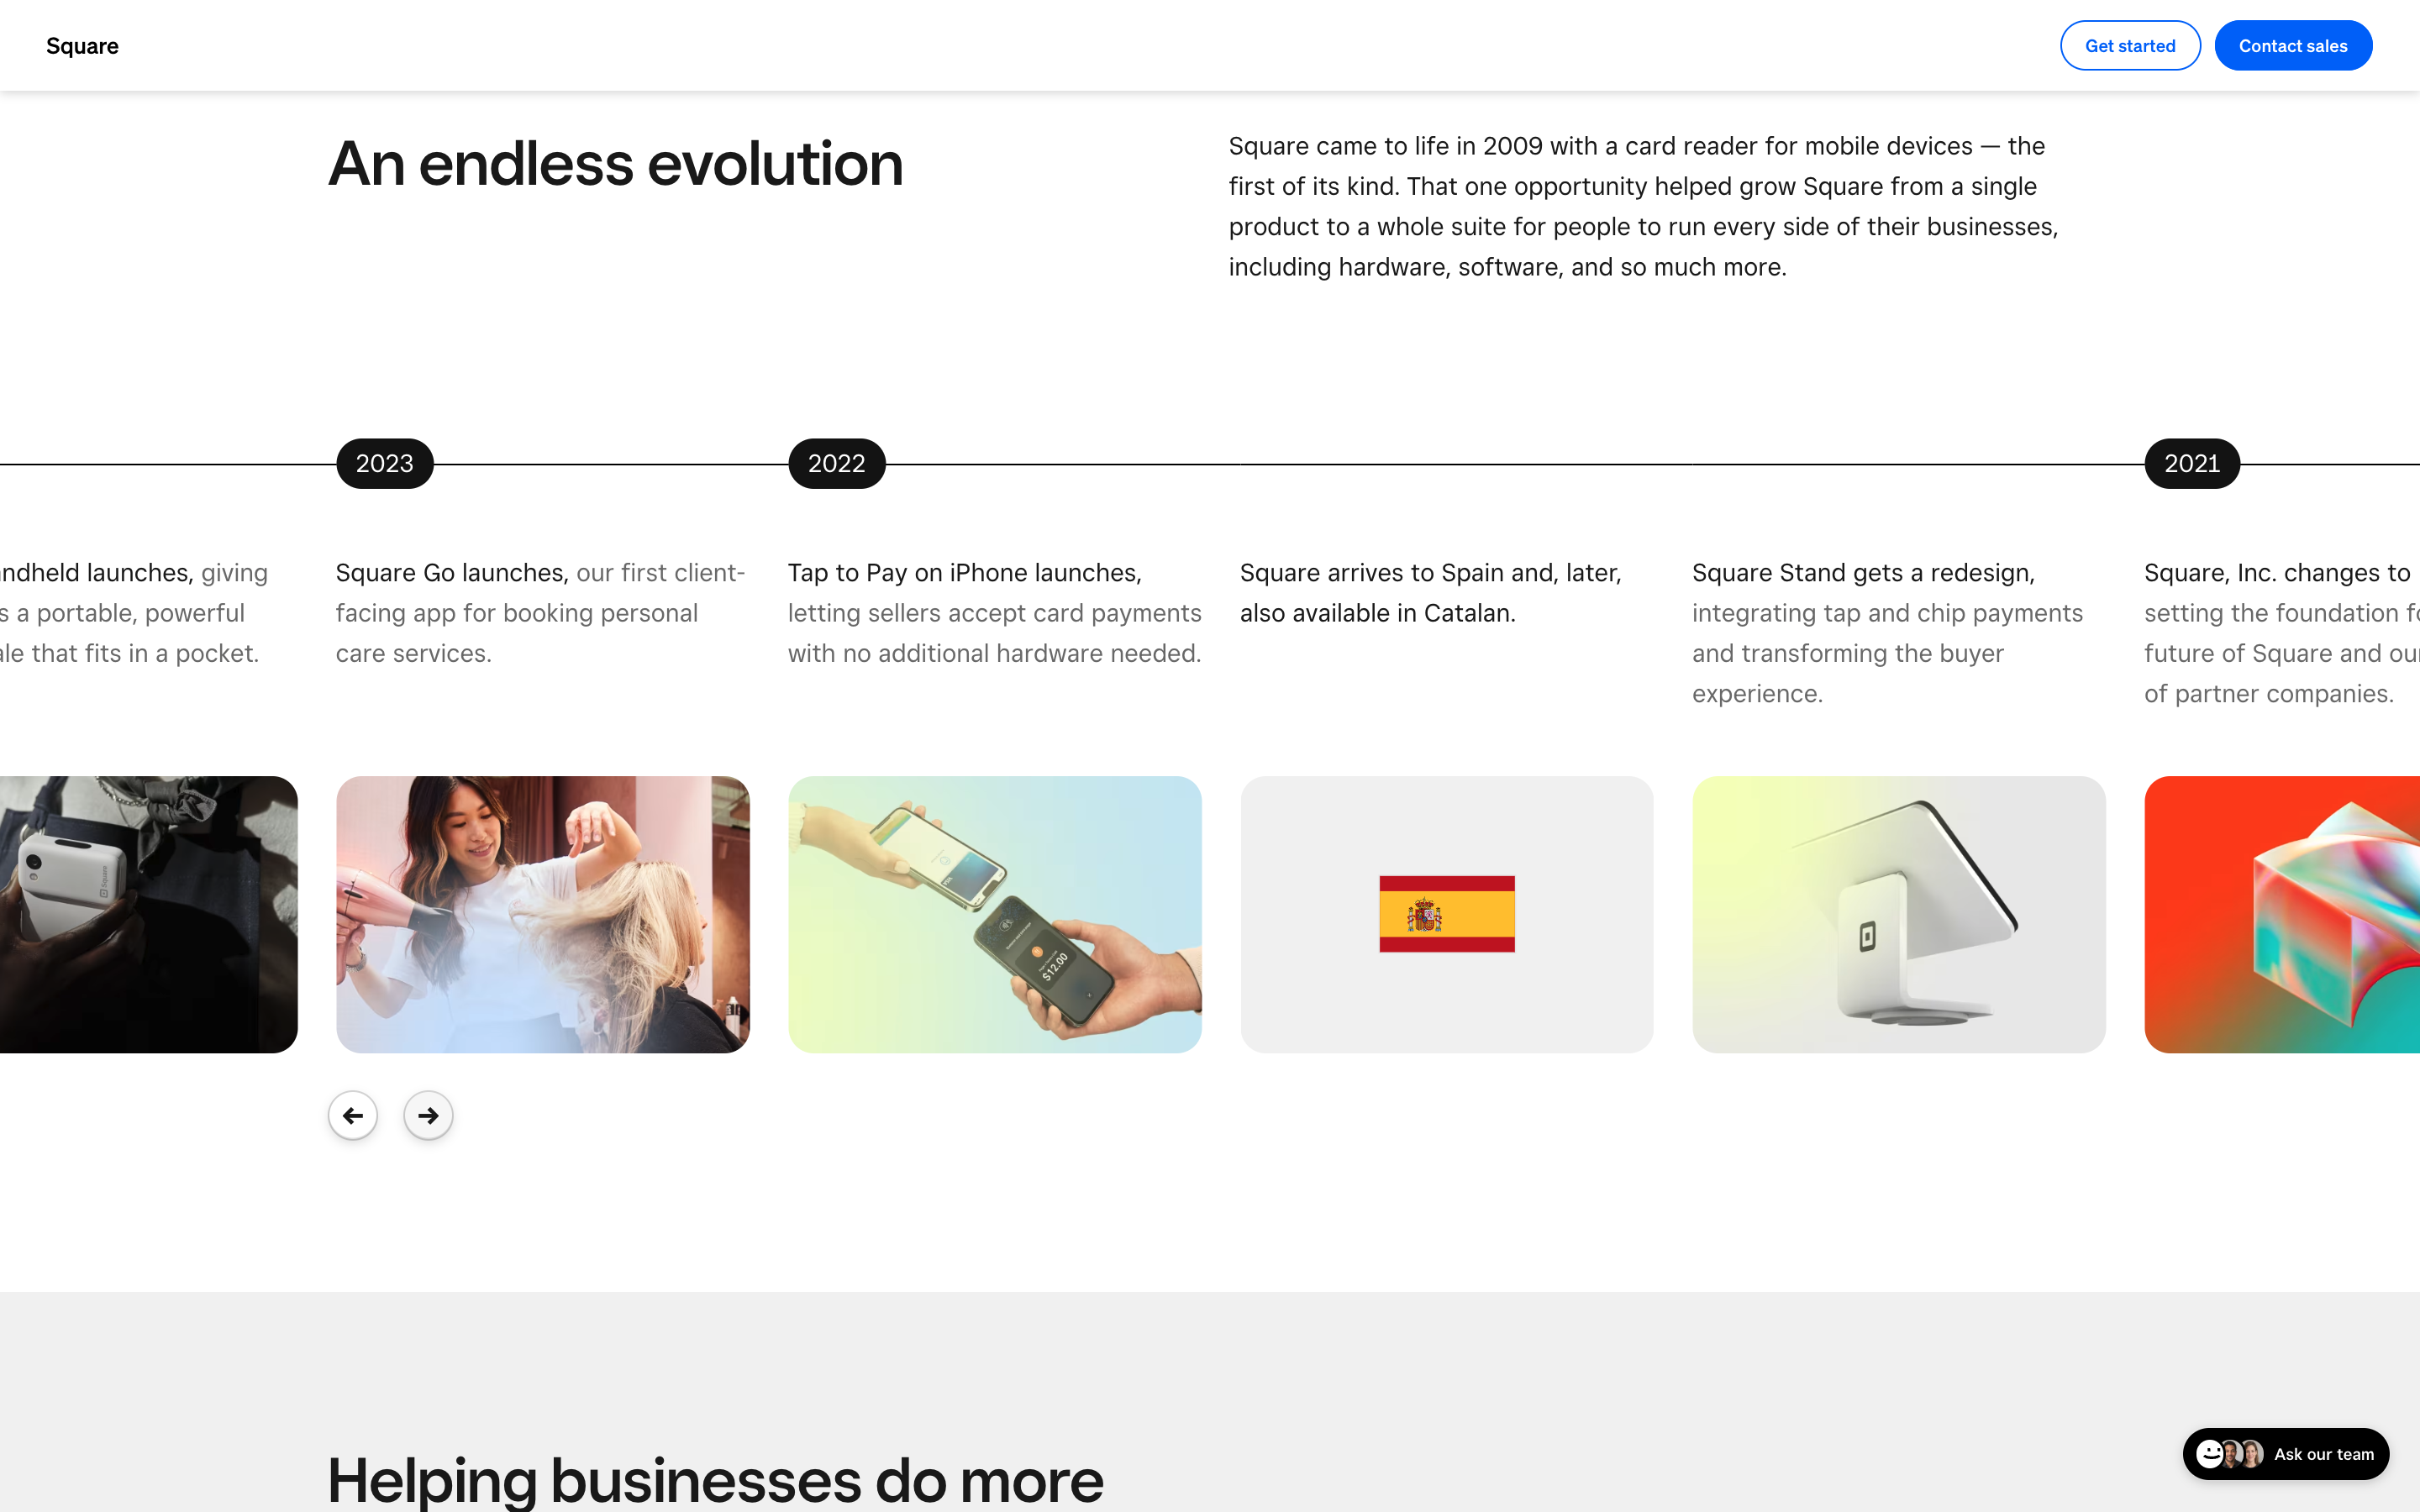 Square
Get started
Contact sales
An endless evolution
Square came to life in 2009 with a card reader for mobile devices — the
first of its kind. That one opportunity helped grow Square from a single
product to a whole suite for people to run every side of their businesses,
including hardware, software, and so much more.
2023
2022
2021
launches, giving
s a portable, powerful
that fits in a pocket.
Square Go launches, our first client-
facing app for booking personal
care services.
Tap to Pay on iPhone launches,
letting sellers accept card payments
with no additional hardware needed.
Square arrives to Spain and, later,
also available in Catalan.
Square Stand gets a redesign,
integrating tap and chip payments
and transforming the buyer
experience.
Square, Inc. changes to
setting the foundation
future of Square and
of partner companies.
Square
$12.00
Helping businesses do more
Ask our team